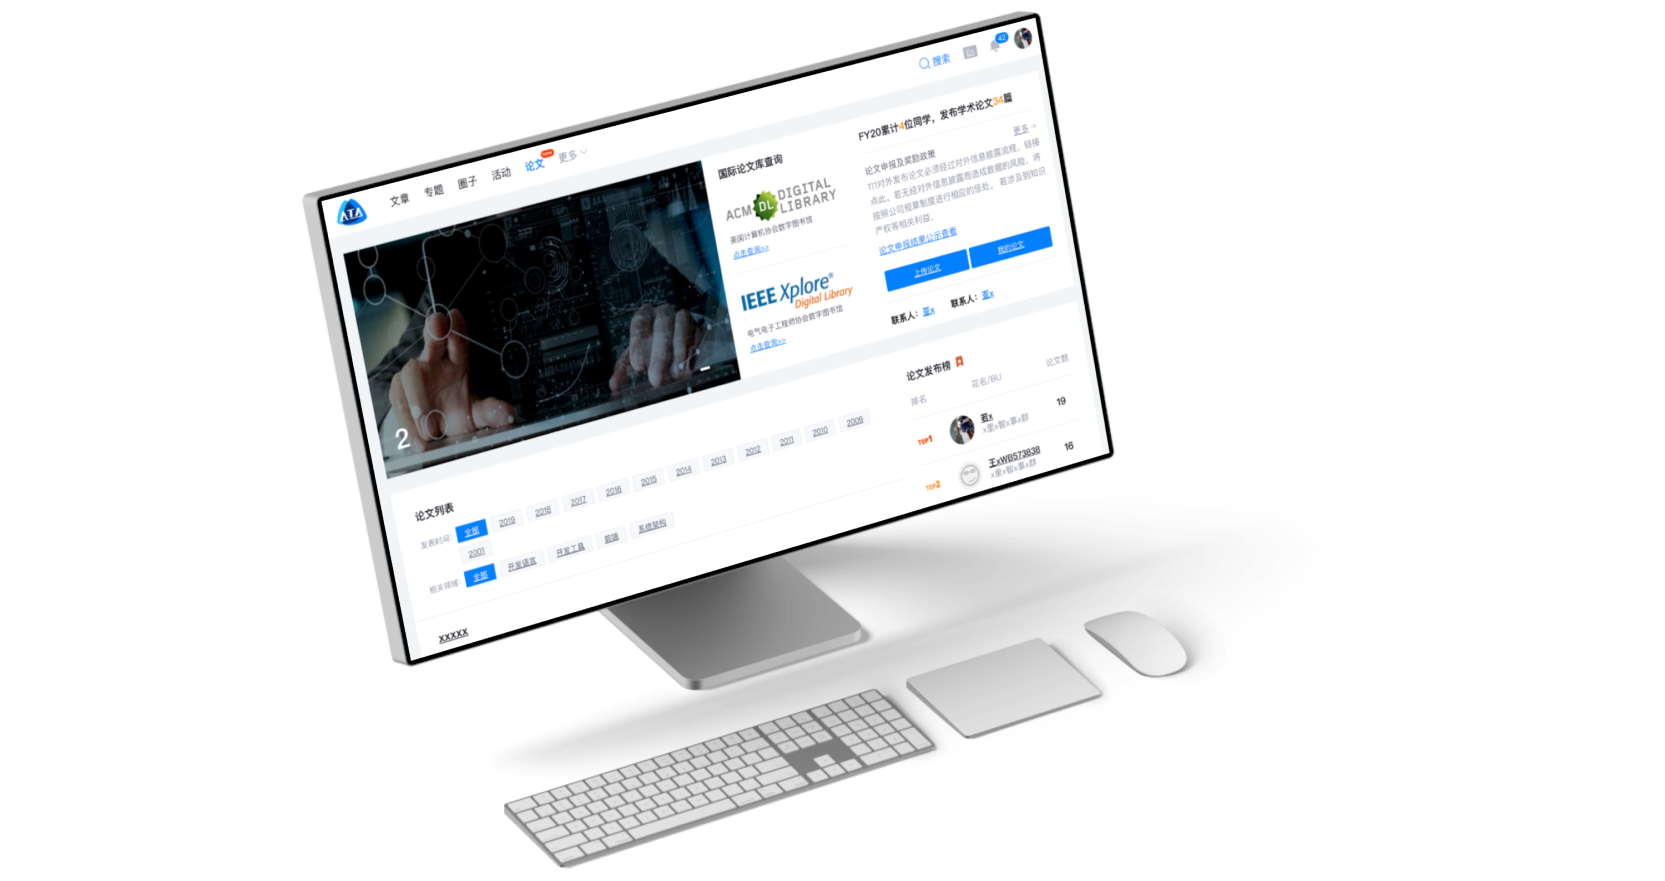 搜索
42
ATA
文章 专题 圈子 活动 论文 更多
2
国际论文库查询
ACM DL DIGITAL LIBRARY
美国计算机协会数字图书馆
点击查询>>
IEEE Xplore®
Digital Library
电气电子工程师协会数字图书馆
点击查询>>
FY20累计4位同学，发布学术论文34篇
更多
论文申报及奖励政策
111对外发布论文必须经过对外信息披露流程，链接
点此。若无经对外信息披露而造成数据的风险，将
按照公司规章制度进行相应的惩处。若涉及到知识
产权等相关利益。
论文申报结果公示查看
上传论文 我的论文
联系人： 亚x 联系人： 亚x
论文列表
发表时间: 全部 2019 2018 2017 2016 2015 2014 2013 2012 2011 2010 2009
2001
相关领域: 全部 开发语言 开发工具 前端 系统架构
xxxxx
论文发布榜
排名 花名/BU 论文数
TOP1 若x 19
x里x智x事x群
TOP2 王xWB573838 16
x里x智x事x群